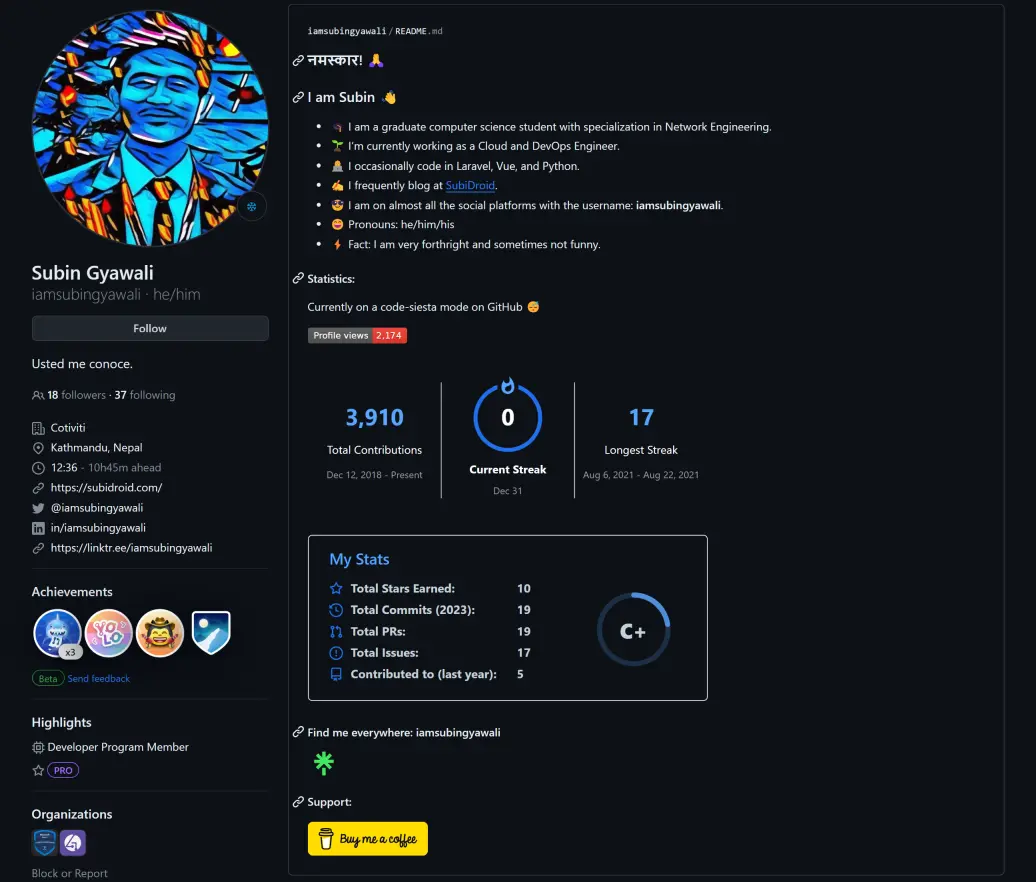 Subin Gyawali
iamsubingyawali · he/him
Follow
Usted me conoce.
18 followers · 37 following
Cotiviti
Kathmandu, Nepal
12:36 - 10h45m ahead
https://subidroid.com/
@iamsubingyawali
in/iamsubingyawali
https://linktr.ee/iamsubingyawali
Achievements
YOLO
x3
Beta Send feedback
Highlights
Developer Program Member
PRO
Organizations
Block or Report
iamsubingyawali / README.md
नमस्कार! 🙏
I am Subin 👋
I am a graduate computer science student with specialization in Network Engineering.
🌱 I'm currently working as a Cloud and DevOps Engineer.
I occasionally code in Laravel, Vue, and Python.
✍ I frequently blog at SubiDroid.
I am on almost all the social platforms with the username: iamsubingyawali.
😄 Pronouns: he/him/his
⚡ Fact: I am very forthright and sometimes not funny.
Statistics:
Currently on a code-siesta mode on GitHub 😴
Profile views 2,174
3,910
Total Contributions
Dec 12, 2018 - Present
0
Current Streak
Dec 31
17
Longest Streak
Aug 6, 2021 - Aug 22, 2021
My Stats
Total Stars Earned: 10
Total Commits (2023): 19
Total PRs: 19
Total Issues: 17
Contributed to (last year): 5
C+
Find me everywhere: iamsubingyawali
Support:
Buy me a coffee